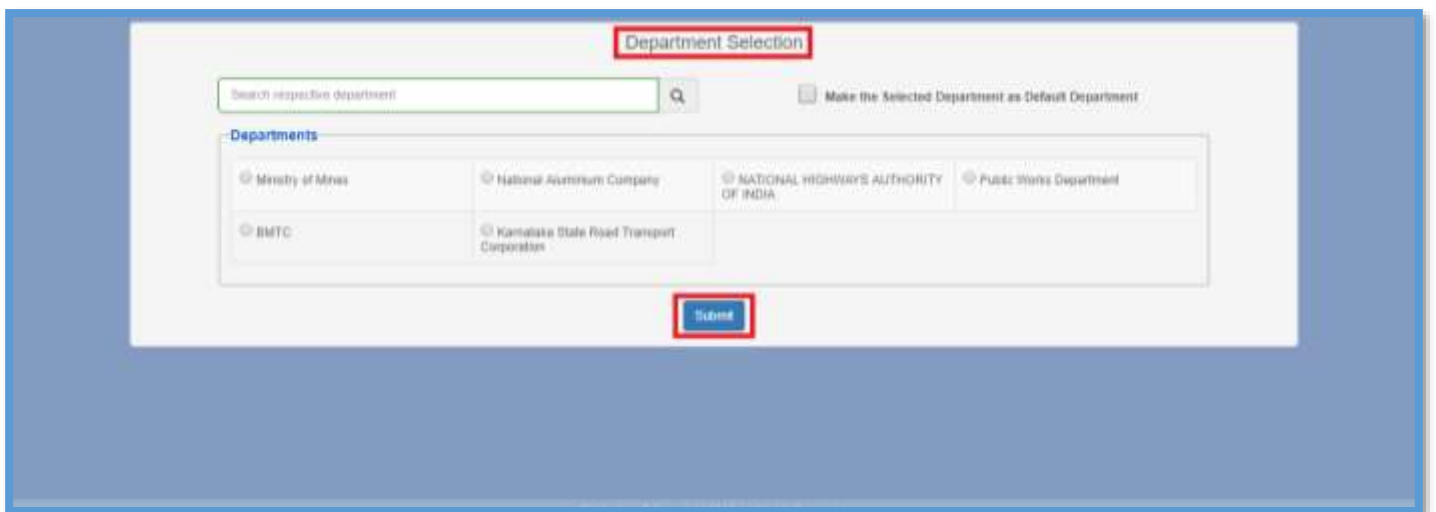 Department Selection
Search respective department
Make the Selected Department as Default Department
Departments
Ministry of Mines
National Aluminium Company
NATIONAL HIGHWAYS AUTHORITY
OF INDIA
Public Works Department
BMTC
Karnataka State Road Transport
Corporation
Submit